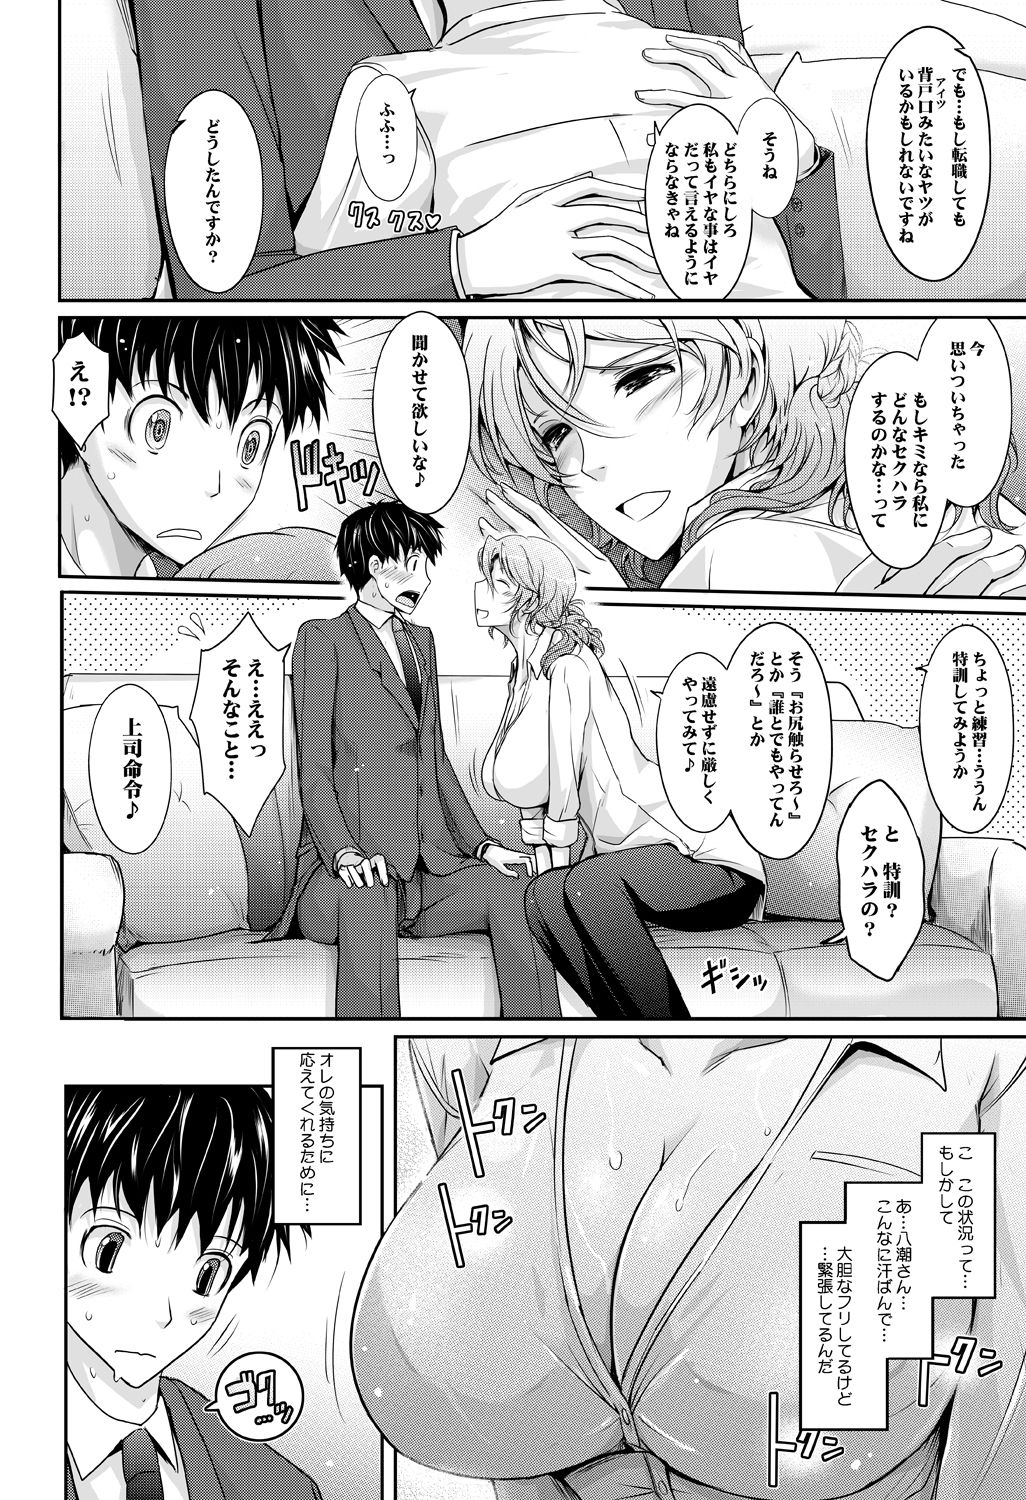 でも…もし転職しても
背戸口みたいなヤツが
アイツ
いるかもしれないですね
そうね
どちらにしろ
私もイヤな事はイヤ
だって言えるように
ならなきゃね
ふふ…っ
クス クス♡
どうしたんですか？
今
思いついちゃった
もしキミなら私に
どんなセクハラ
するのかな…って
聞かせて欲しいな♪
ドキッ
え!?
ちょっと練習…ううん
特訓してみようか
と 特訓？
セクハラの？
そう『お尻触らせろ～』
とか『誰とでもやってん
だろ～』とか
遠慮せずに厳しく
やってみて♪
え…ええっ
そんなこと…
上司命令♪
ギシッ
こ この状況って…
もしかして
あ…八潮さん…
こんなに汗ばんで…
大胆なフリしてるけど
…緊張してるんだ
トクン
トクン
トクン
トクン
オレの気持ちに
応えてくれるために…
ゴクッ…